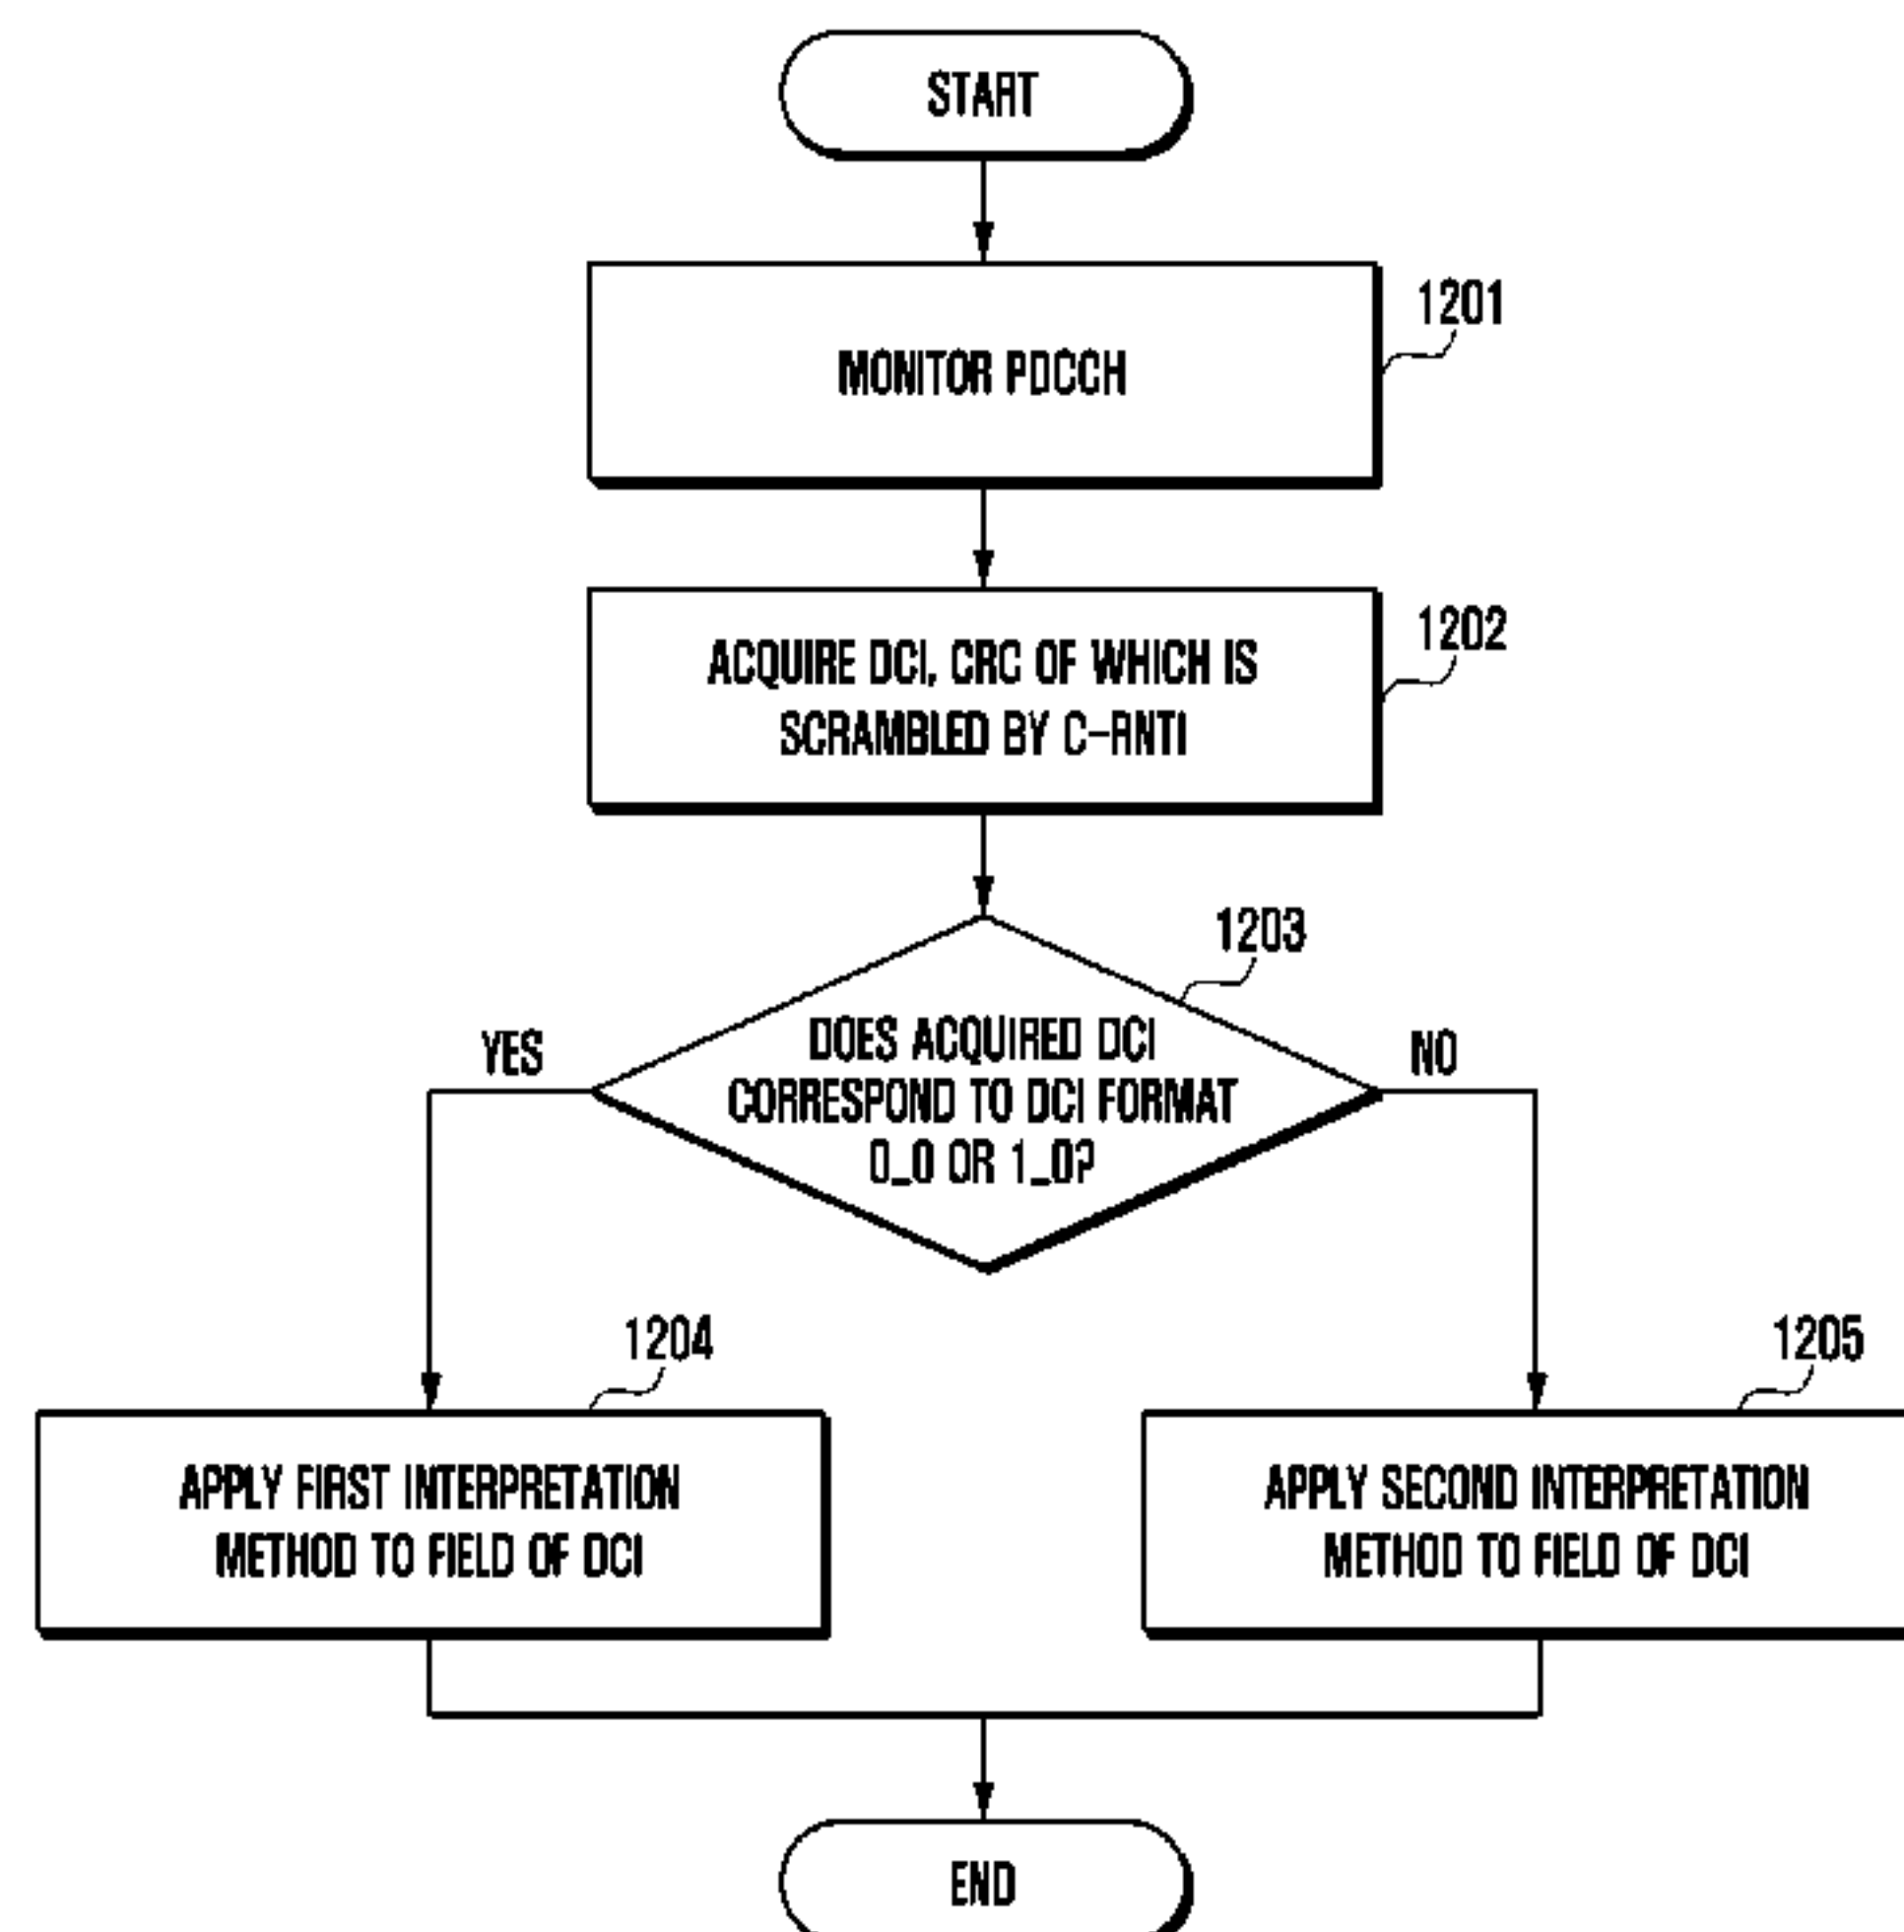 START
1201
MONITOR PDCCH
1202
ACQUIRE DCI, CRC OF WHICH IS
SCRAMBLED BY C-RNTI
1203
DOES ACQUIRED DCI
CORRESPOND TO DCI FORMAT
0_0 OR 1_0?
YES
NO
1204
APPLY FIRST INTERPRETATION
METHOD TO FIELD OF DCI
1205
APPLY SECOND INTERPRETATION
METHOD TO FIELD OF DCI
END